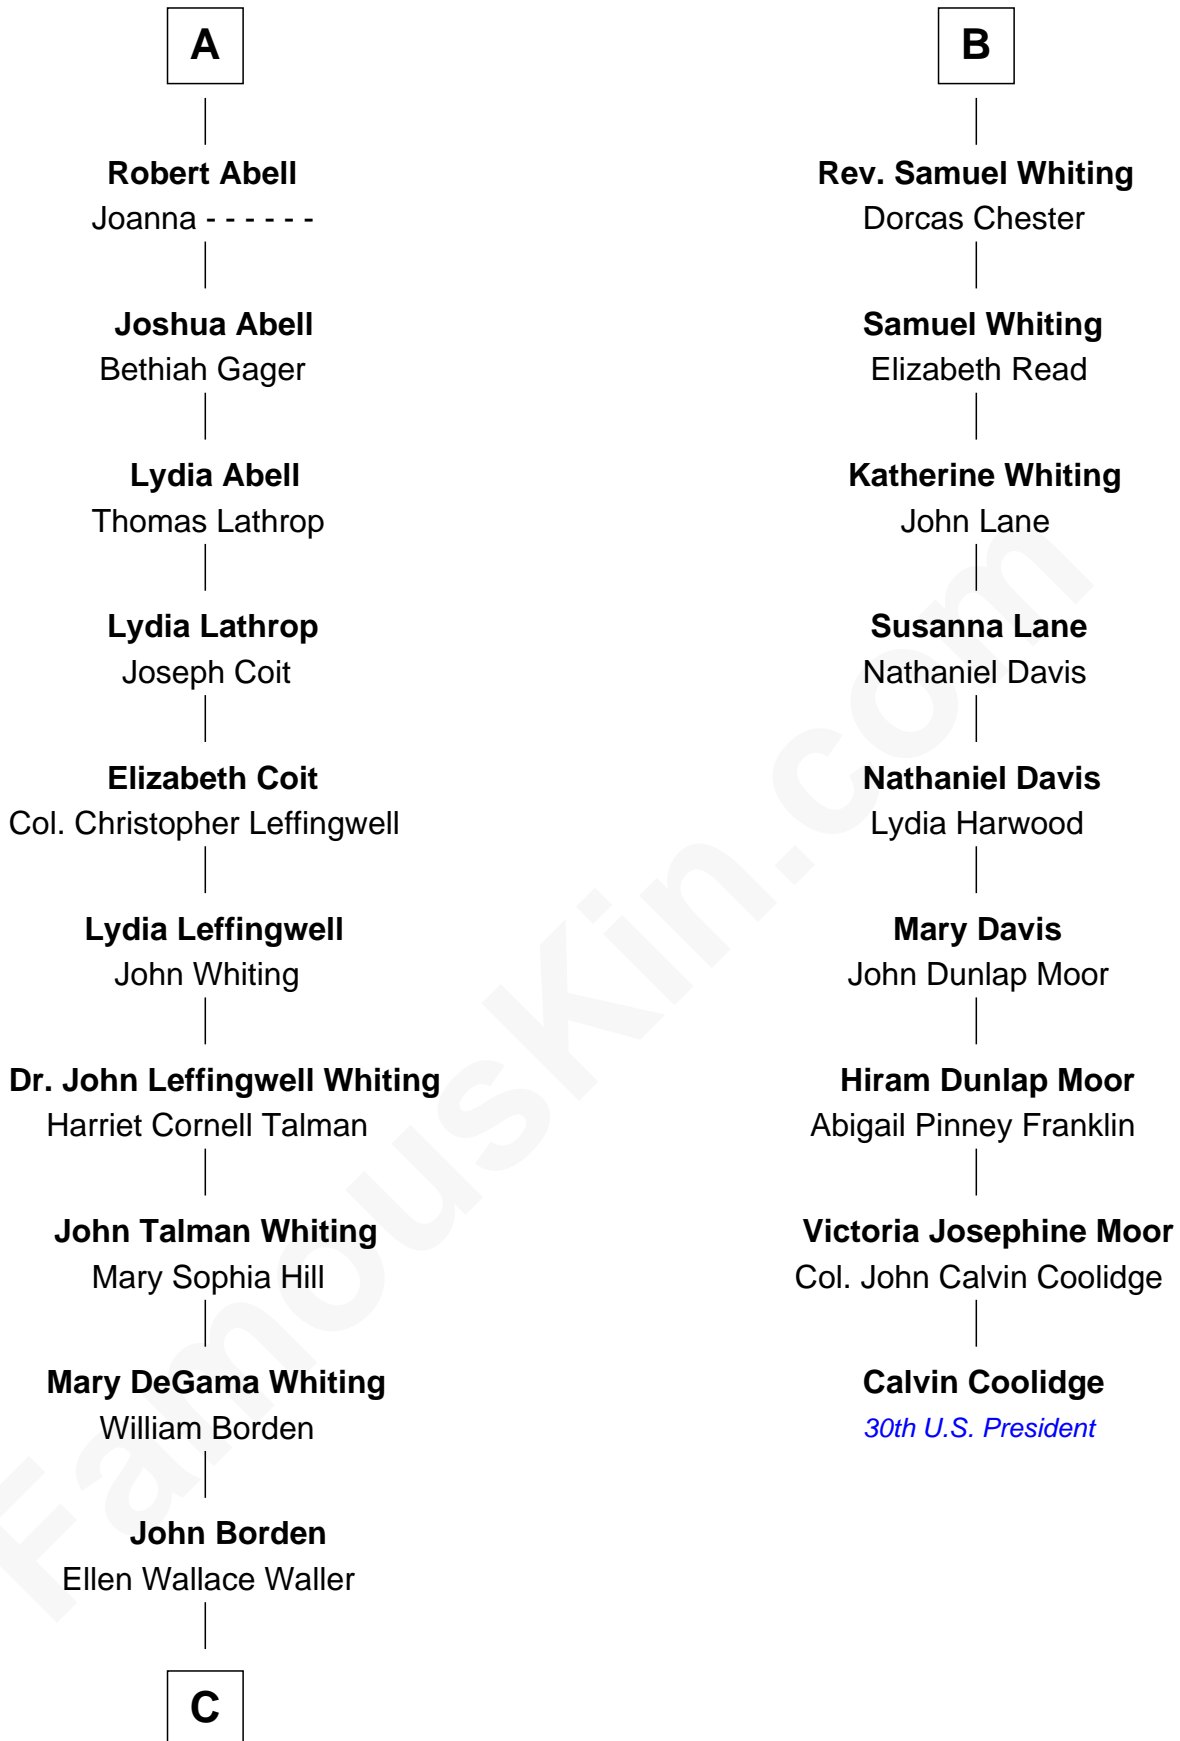 A
Robert Abell
Joanna - - - - - -
Joshua Abell
Bethiah Gager
Lydia Abell
Thomas Lathrop
Lydia Lathrop
Joseph Coit
Elizabeth Coit
Col. Christopher Leffingwell
Lydia Leffingwell
John Whiting
Dr. John Leffingwell Whiting
Harriet Cornell Talman
John Talman Whiting
Mary Sophia Hill
Mary DeGama Whiting
William Borden
John Borden
Ellen Wallace Waller
C
B
Rev. Samuel Whiting
Dorcas Chester
Samuel Whiting
Elizabeth Read
Katherine Whiting
John Lane
Susanna Lane
Nathaniel Davis
Nathaniel Davis
Lydia Harwood
Mary Davis
John Dunlap Moor
Hiram Dunlap Moor
Abigail Pinney Franklin
Victoria Josephine Moor
Col. John Calvin Coolidge
Calvin Coolidge
30th U.S. President
FamousKin.com